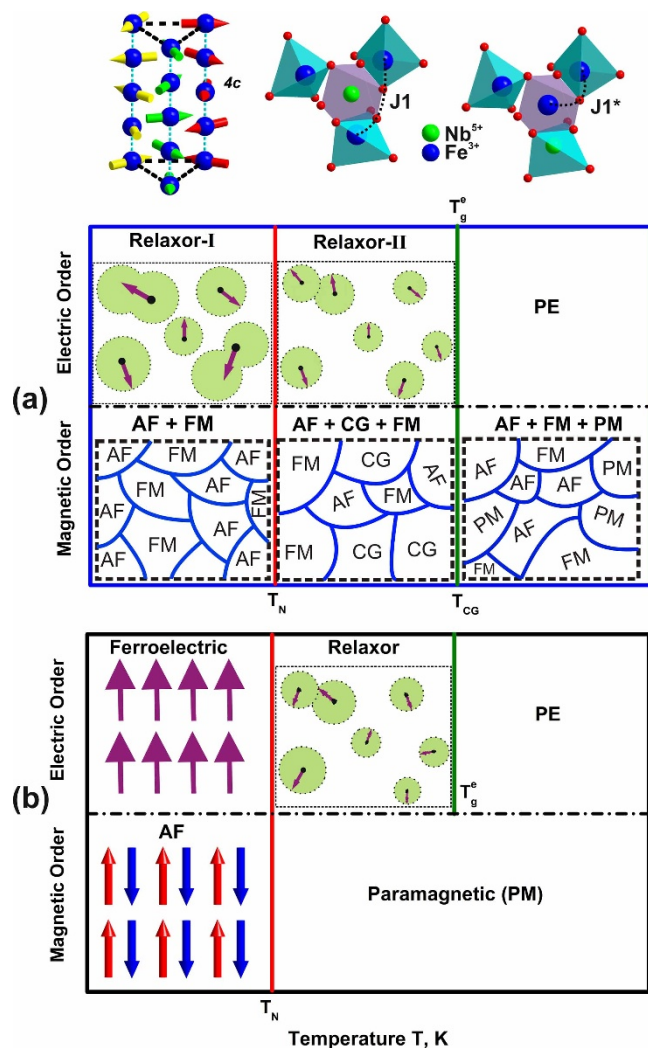 4c
J1
J1*
Nb5+
Fe3+
Tge
(a)
Electric Order
Relaxor-I
Relaxor-II
PE
Magnetic Order
AF + FM
AF + CG + FM
AF + FM + PM
AF
FM
AF
FM
AF
AF
FM
FM
AF
AF
FM
CG
AF
AF
FM
FM
CG
CG
AF
FM
PM
AF
AF
PM
AF
PM
FM
FM
TN
TCG
(b)
Electric Order
Ferroelectric
Relaxor
PE
Tge
Magnetic Order
AF
Paramagnetic (PM)
TN
Temperature T, K